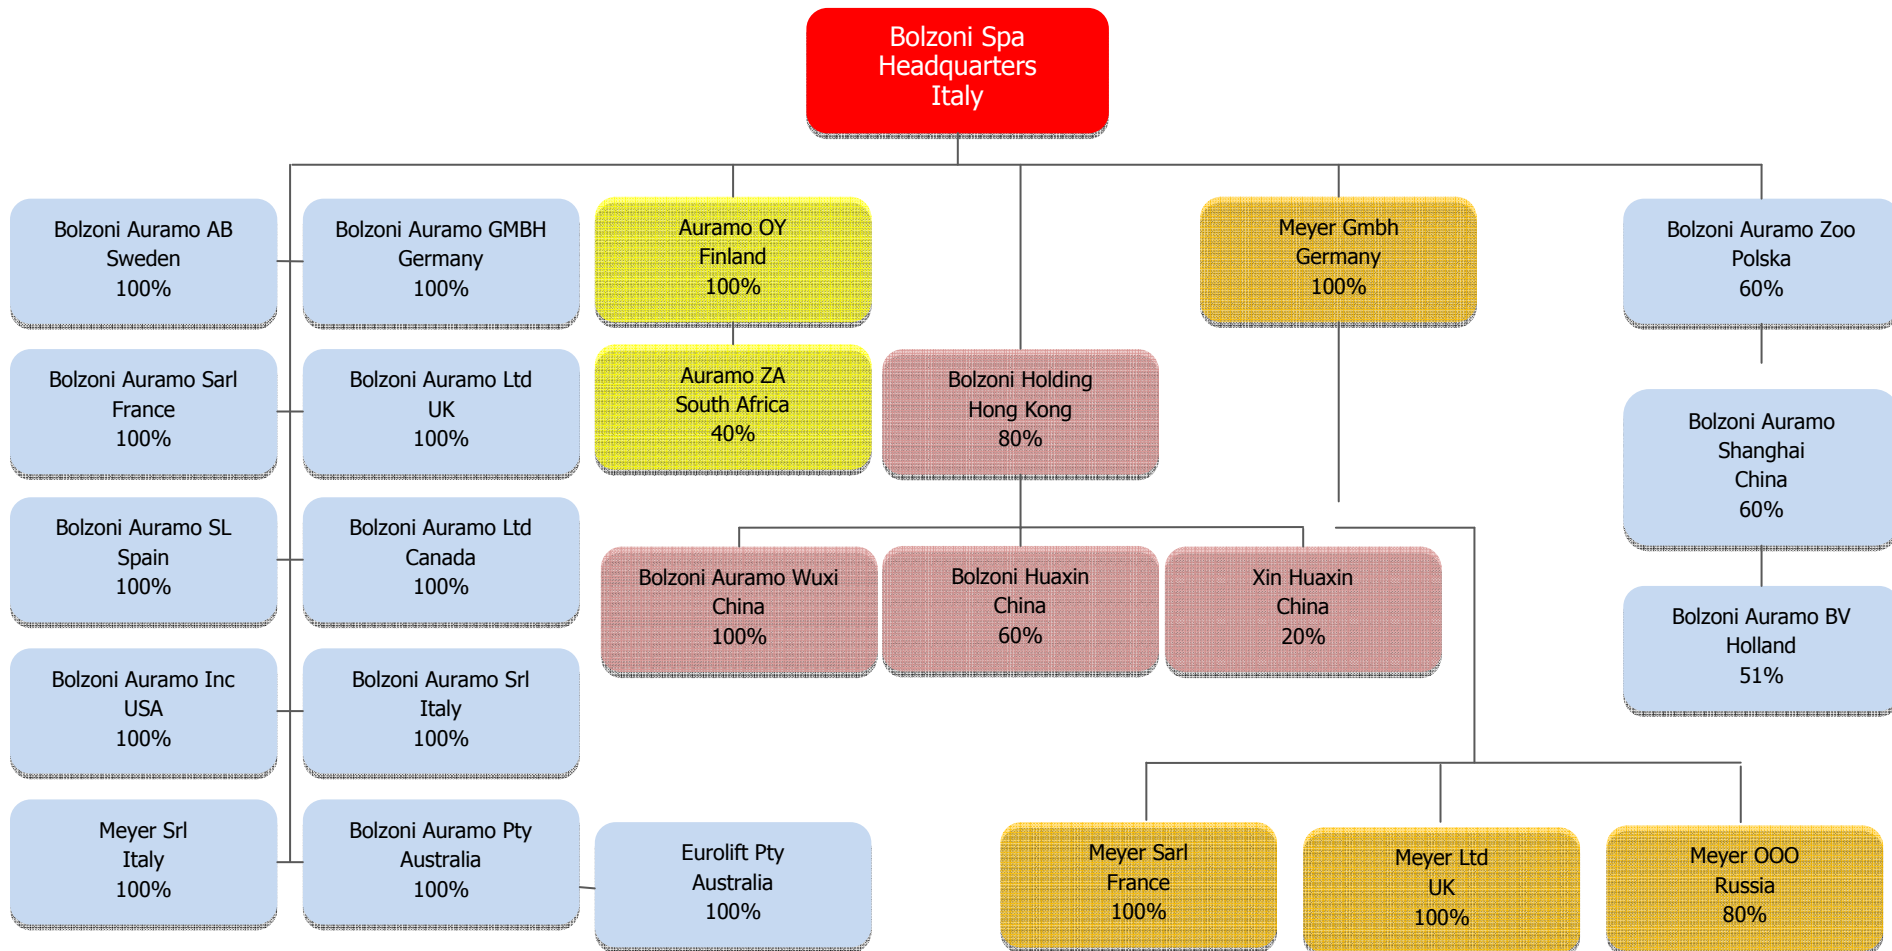 Bolzoni Spa
Headquarters
Italy
Bolzoni Auramo AB
Sweden
100%
Bolzoni Auramo GMBH
Germany
100%
Auramo OY
Finland
100%
Meyer Gmbh
Germany
100%
Bolzoni Auramo Zoo
Polska
60%
Bolzoni Auramo Sarl
France
100%
Bolzoni Auramo Ltd
UK
100%
Auramo ZA
South Africa
40%
Bolzoni Holding
Hong Kong
80%
Bolzoni Auramo
Shanghai
China
60%
Bolzoni Auramo SL
Spain
100%
Bolzoni Auramo Ltd
Canada
100%
Bolzoni Auramo Wuxi
China
100%
Bolzoni Huaxin
China
60%
Xin Huaxin
China
20%
Bolzoni Auramo BV
Holland
51%
Bolzoni Auramo Inc
USA
100%
Bolzoni Auramo Srl
Italy
100%
Meyer Srl
Italy
100%
Bolzoni Auramo Pty
Australia
100%
Eurolift Pty
Australia
100%
Meyer Sarl
France
100%
Meyer Ltd
UK
100%
Meyer OOO
Russia
80%